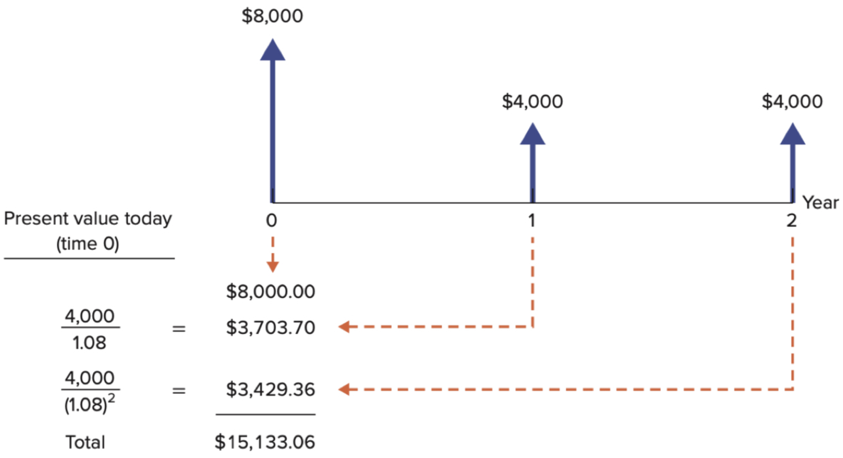 $8,000
$4,000 $4,000
Year
0 1 2
Present value today
(time 0)
$8,000.00
4,000
1.08
= $3,703.70
4,000
(1.08)²
= $3,429.36
Total $15,133.06